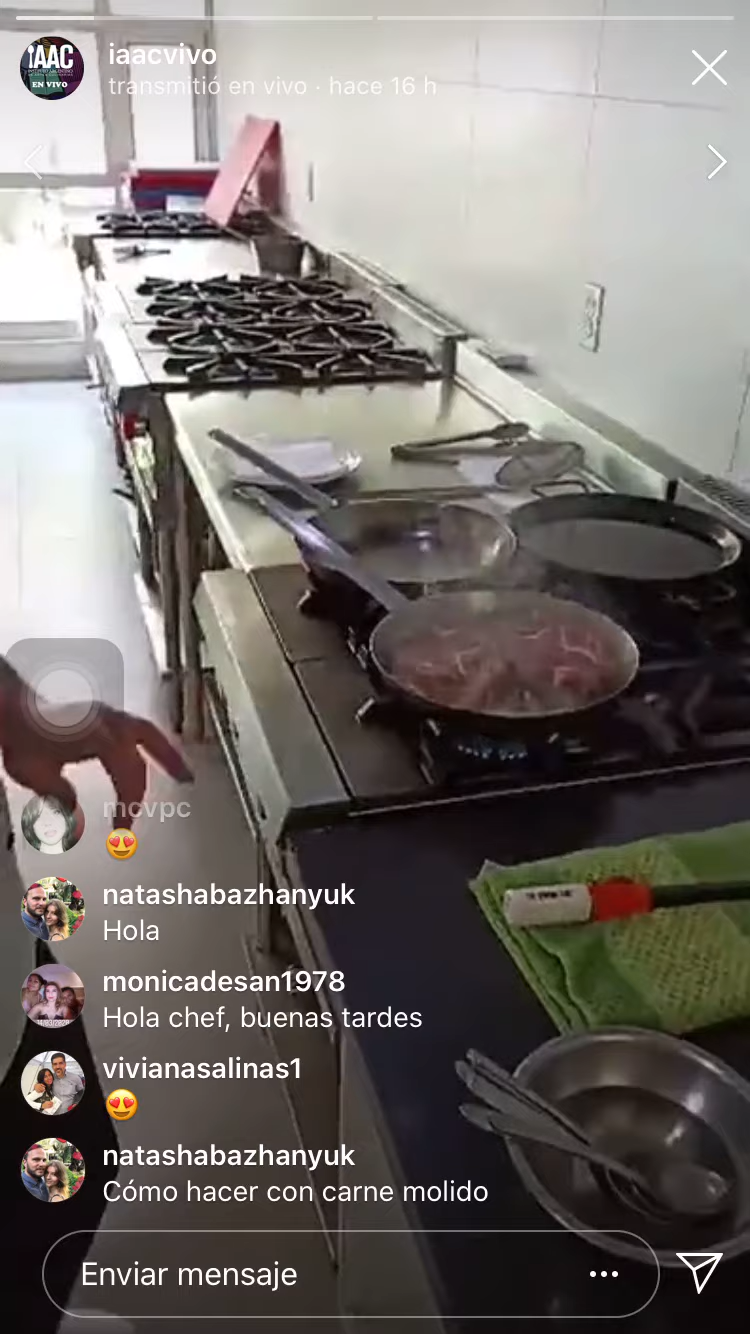 iAAC
EN VIVO
iaacvivo
transmitió en vivo · hace 16 h
mcvpc
😍
natashabazhanyuk
Hola
monicadesan1978
Hola chef, buenas tardes
vivianasalinas1
😍
natashabazhanyuk
Cómo hacer con carne molido
Enviar mensaje